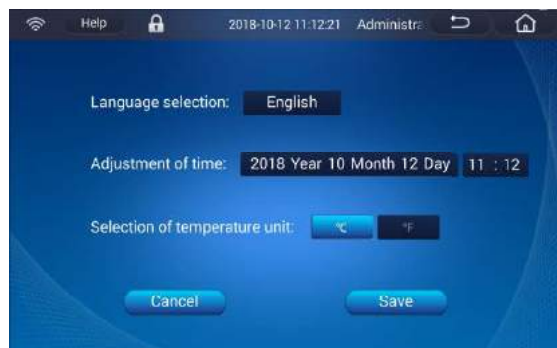 Help 2018-10-12 11:12:21 Administra
Language selection: English
Adjustment of time: 2018 Year 10 Month 12 Day 11 : 12
Selection of temperature unit: °C °F
Cancel Save